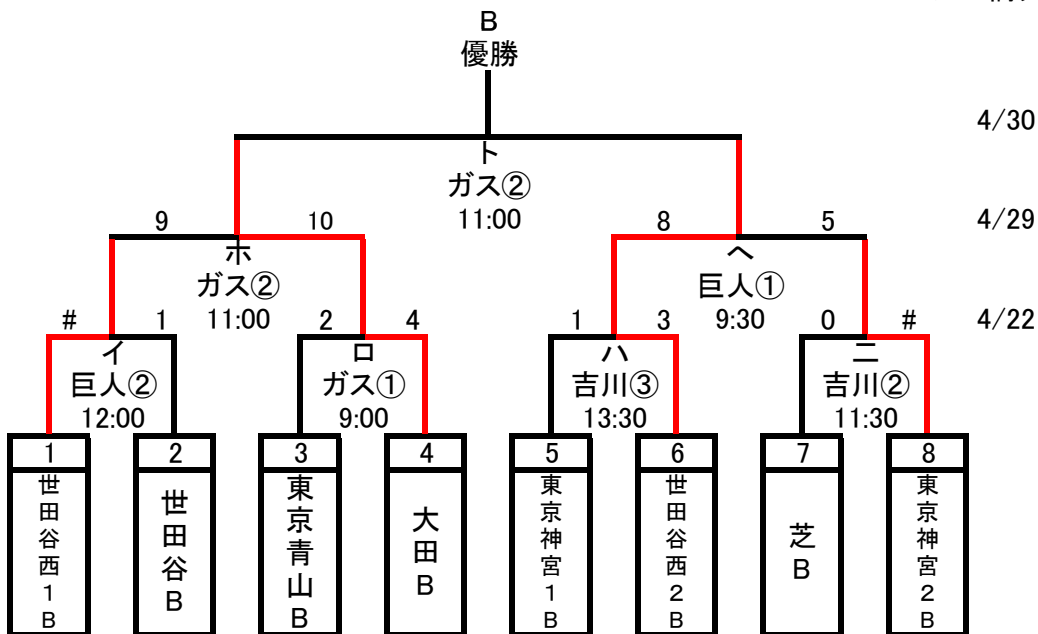 B
優勝
4/30
ト
ガス②
11:00
9 10 8 5 4/29
ホ ヘ
ガス② 巨人①
11:00 9:30
# 1 2 4 1 3 0 # 4/22
イ ロ ハ ニ
巨人② ガス① 吉川③ 吉川②
12:00 9:00 13:30 11:30
1 2 3 4 5 6 7 8
世田谷西1B
世田谷B
東京青山B
大田B
東京神宮1B
世田谷西2B
芝B
東京神宮2B